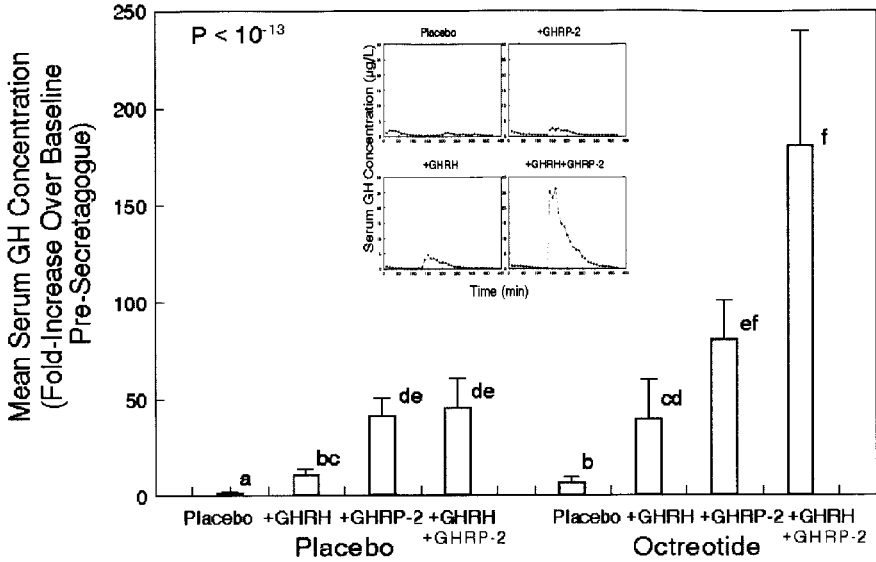 Mean Serum GH Concentration
(Fold-Increase Over Baseline
Pre-Secretagogue)
250
200
150
100
50
0
P < 10-13
Serum GH Concentration (µg/L)
Placebo
+GHRP-2
+GHRH
+GHRH+GHRP-2
Time (min)
a
bc
de
de
b
cd
ef
f
Placebo +GHRH +GHRP-2 +GHRH
+GHRP-2
Placebo +GHRH +GHRP-2 +GHRH
+GHRP-2
Placebo
Octreotide